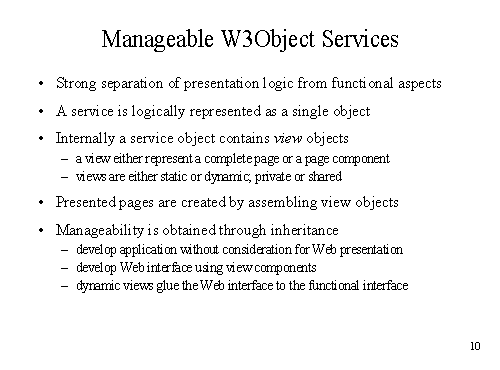 Manageable W3Object Services
• Strong separation of presentation logic from functional aspects
• A service is logically represented as a single object
• Internally a service object contains view objects
– a view either represent a complete page or a page component
– views are either static or dynamic, private or shared
• Presented pages are created by assembling view objects
• Manageability is obtained through inheritance
– develop application without consideration for Web presentation
– develop Web interface using view components
– dynamic views glue the Web interface to the functional interface
10